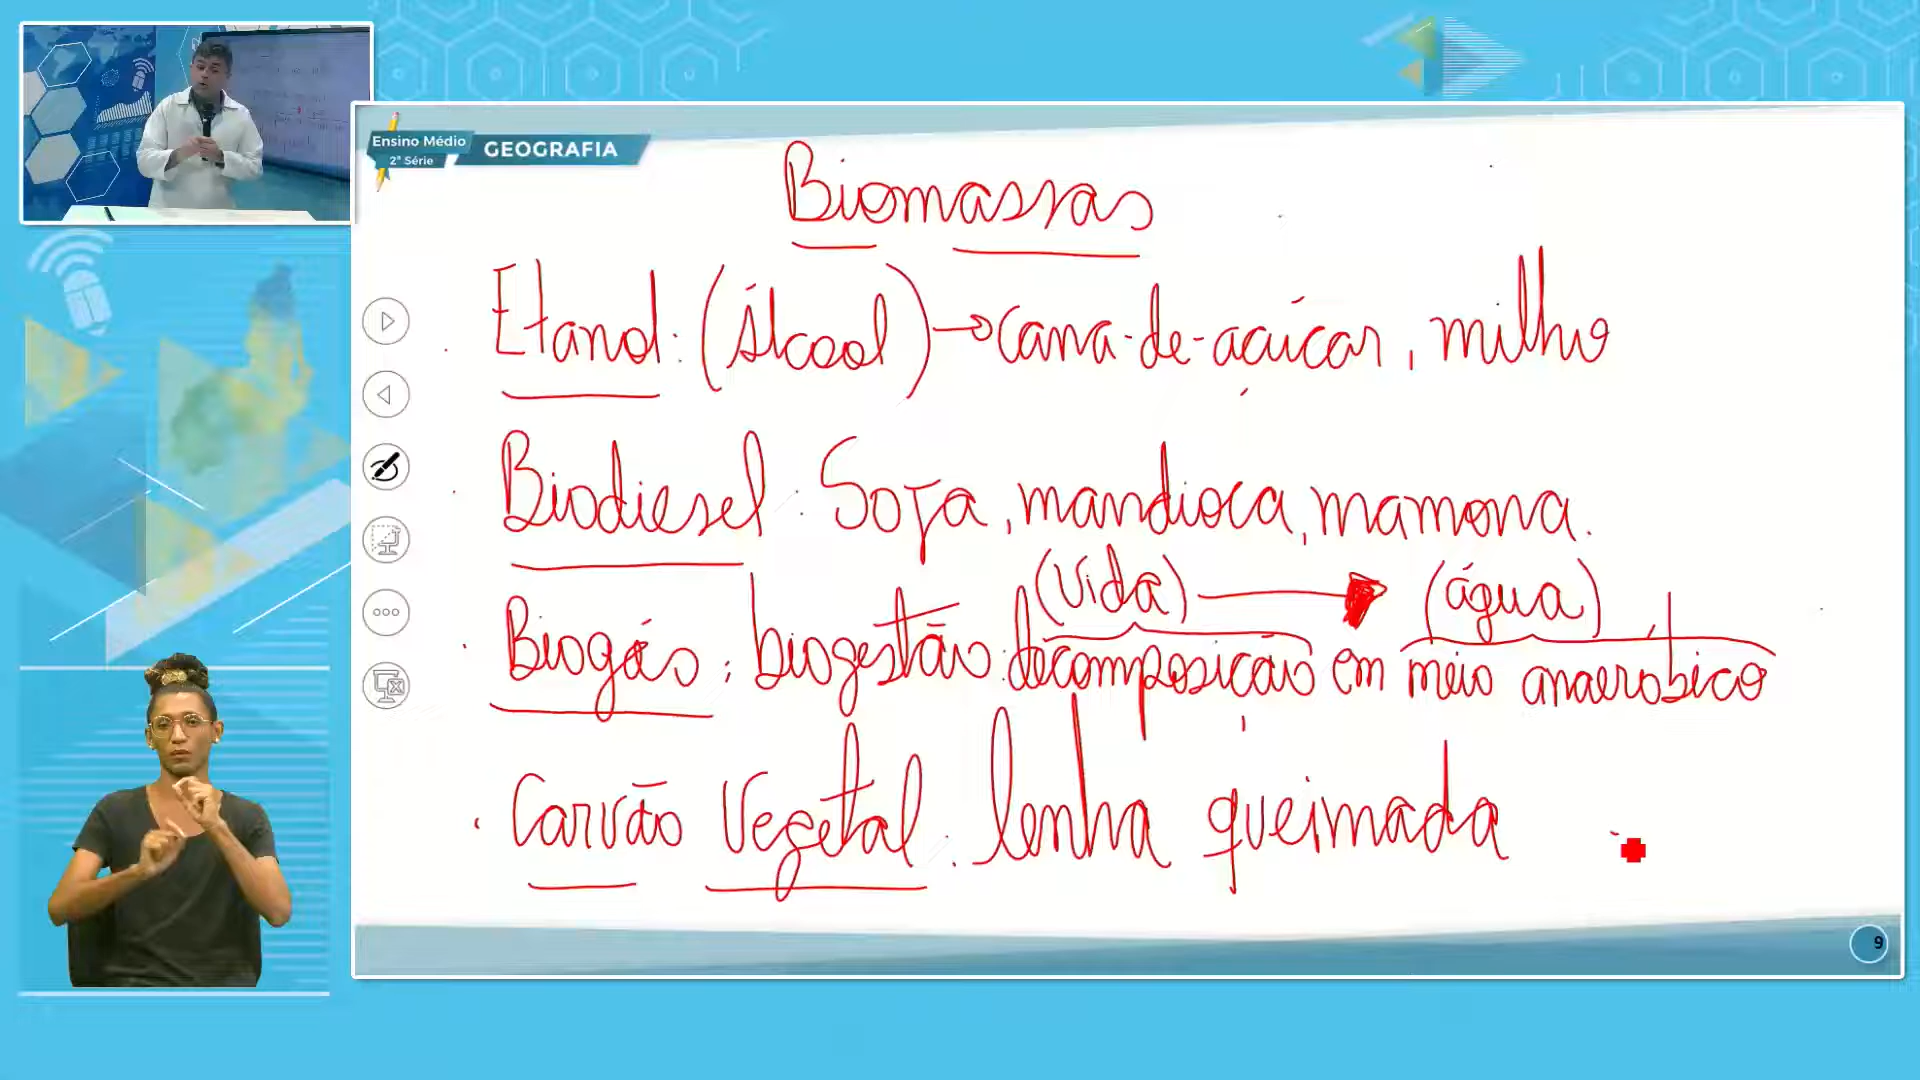 Ensino Médio
2ª Série
GEOGRAFIA
Biomassas
Etanol: (Álcool) → Cana-de-açúcar, milho
Biodiesel: Soja, mandioca, mamona.
(Vida) → (água)
Biogás: biogestão: decomposição em meio anaeróbico
Carvão Vegetal: lenha queimada
9